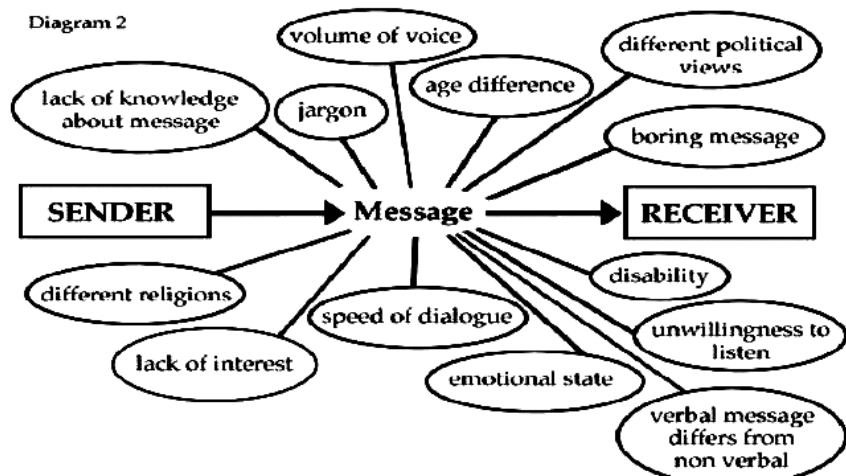 Diagram 2
volume of voice
different political
views
lack of knowledge
about message
jargon
age difference
boring message
SENDER
Message
RECEIVER
different religions
disability
speed of dialogue
unwillingness to
listen
lack of interest
emotional state
verbal message
differs from
non verbal